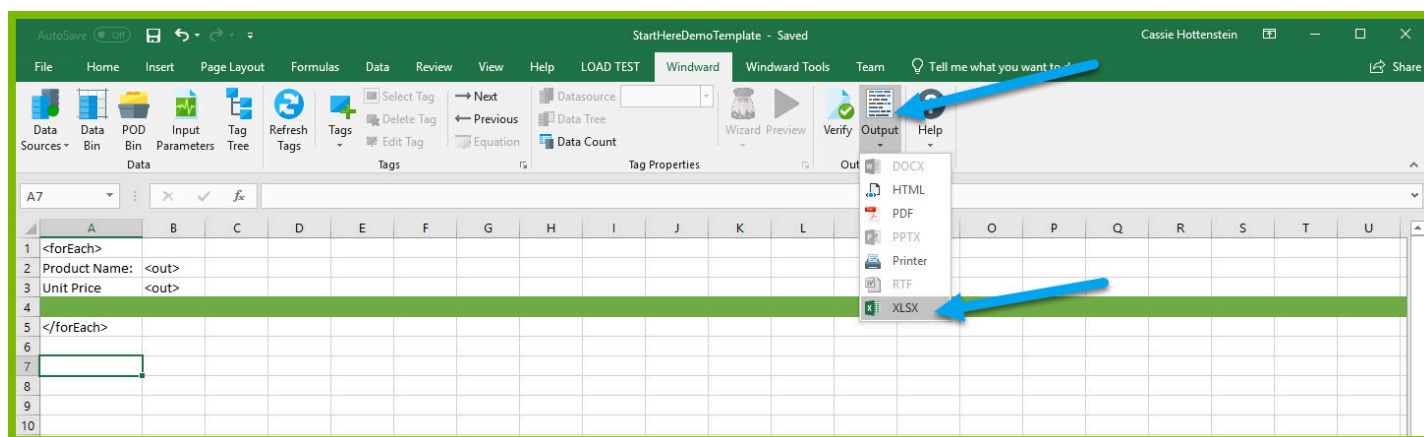 AutoSave Off StartHereDemoTemplate - Saved Cassie Hottenstein
File Home Insert Page Layout Formulas Data Review View Help LOAD TEST Windward Windward Tools Team Tell me what you want to Share
Select Tag Next Datasource
Delete Tag Previous Data Tree
Edit Tag Equation Data Count
Data Sources Data Bin POD Bin Input Parameters Tag Tree Refresh Tags Tags Wizard Preview Verify Output Help
Data Tags Tag Properties Out
DOCX
HTML
PDF
PPTX
Printer
RTF
XLSX
A7 fx
A B C D E F G H I J K L O P Q R S T U
1 <forEach>
2 Product Name: <out>
3 Unit Price <out>
4
5 </forEach>
6
7
8
9
10